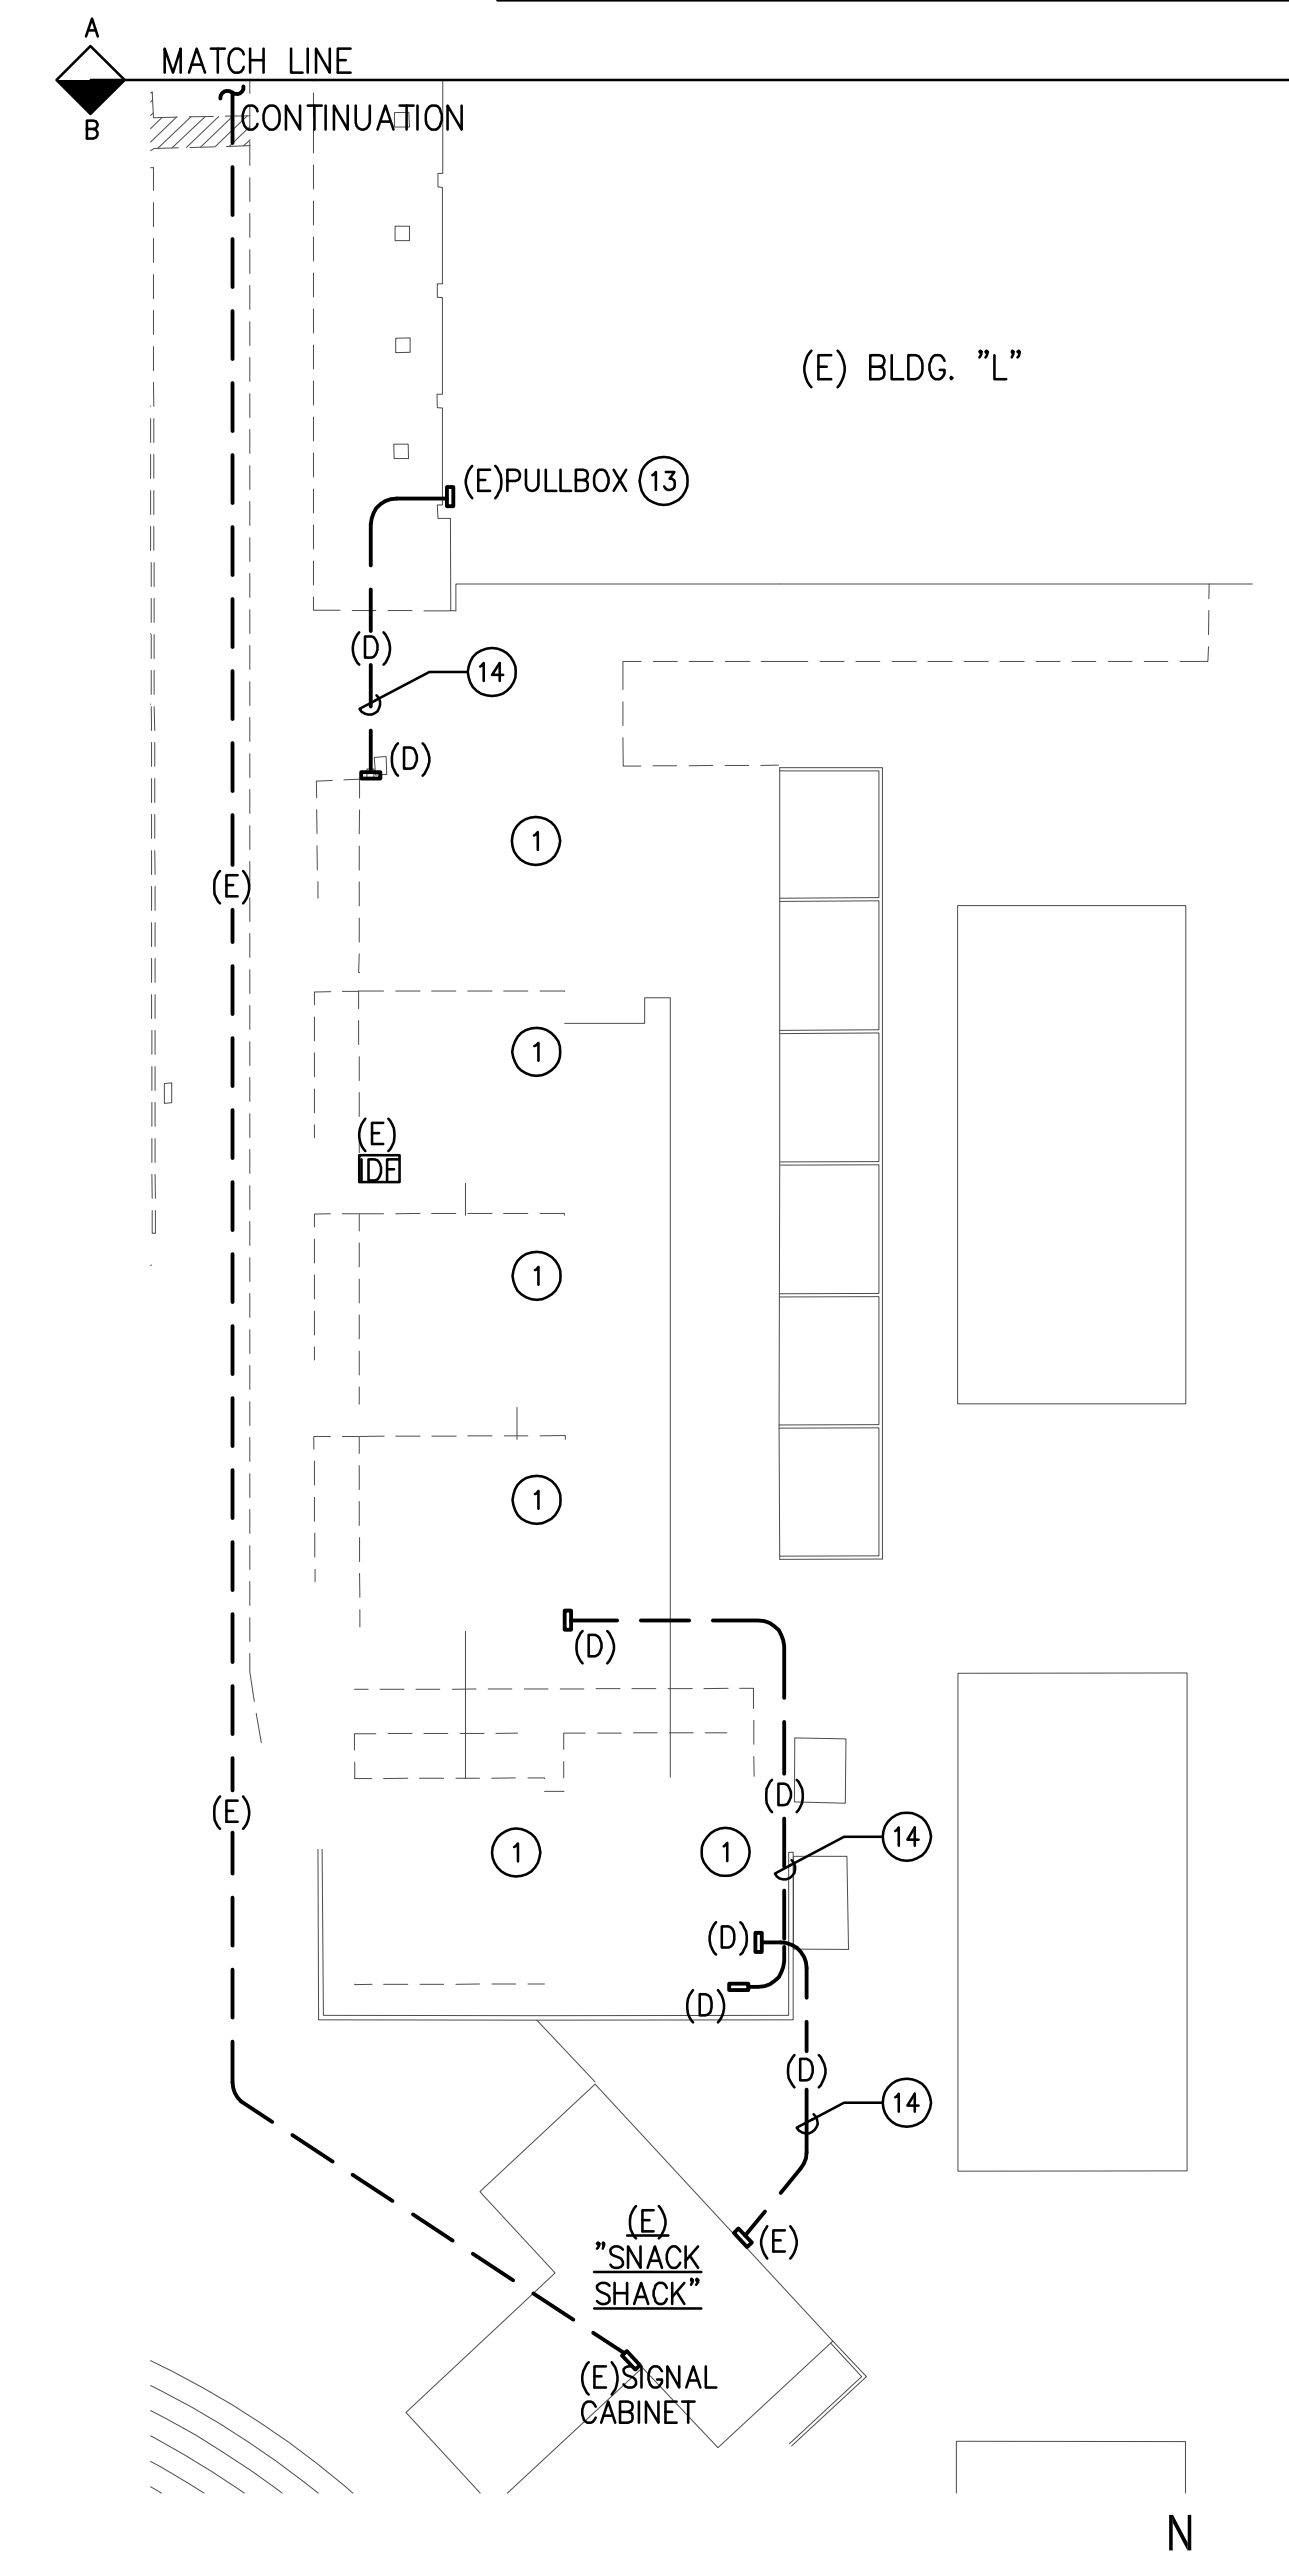 A
MATCH LINE
CONTINUATION
B
(E) BLDG. "L"
(E)PULLBOX 13
(D)
14
(D)
1
(E)
1
(E)
IDF
1
1
(D)
(D)
(E)
14
1
1
(D)
(D)
(D)
14
(E)
"SNACK
SHACK"
(E)
(E)SIGNAL
CABINET
N